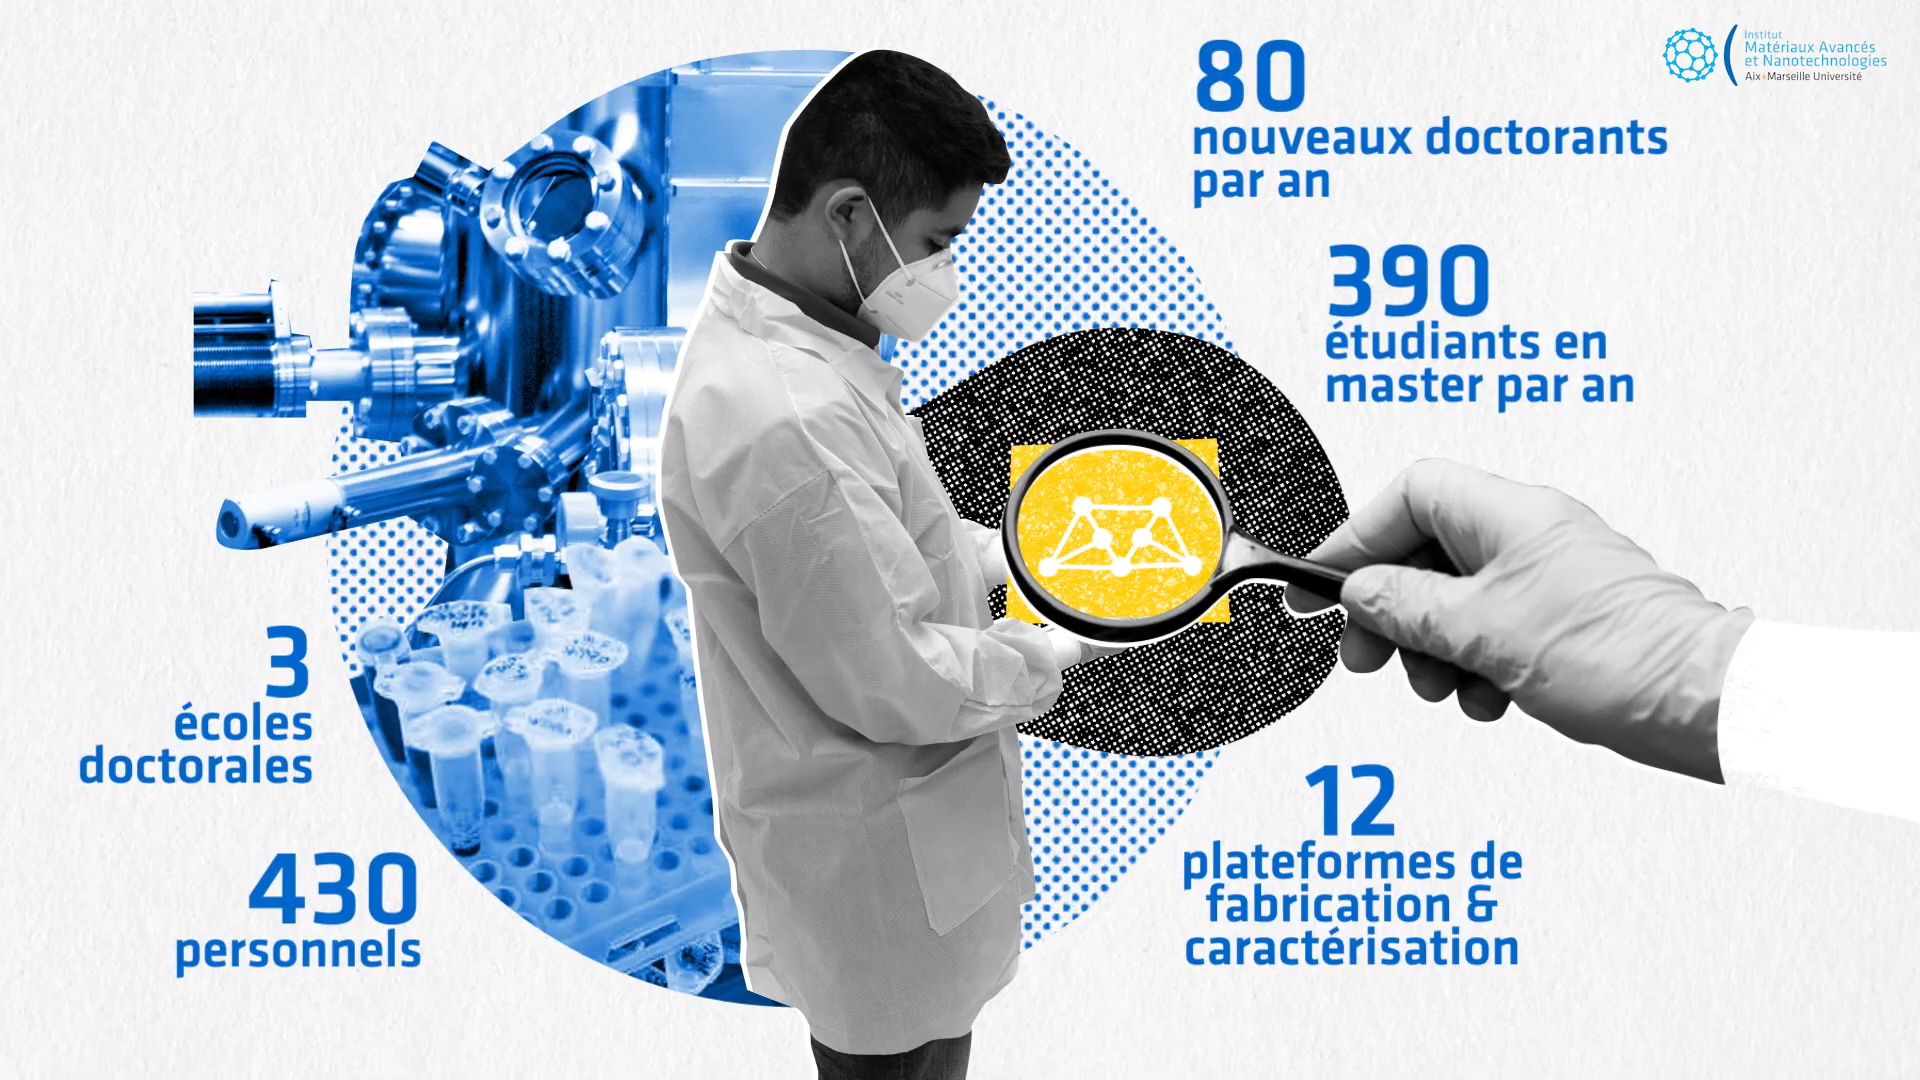 Institut
Matériaux Avancés
et Nanotechnologies
Aix*Marseille Université
80
nouveaux doctorants
par an
390
étudiants en
master par an
3
écoles
doctorales
430
personnels
12
plateformes de
fabrication &
caractérisation